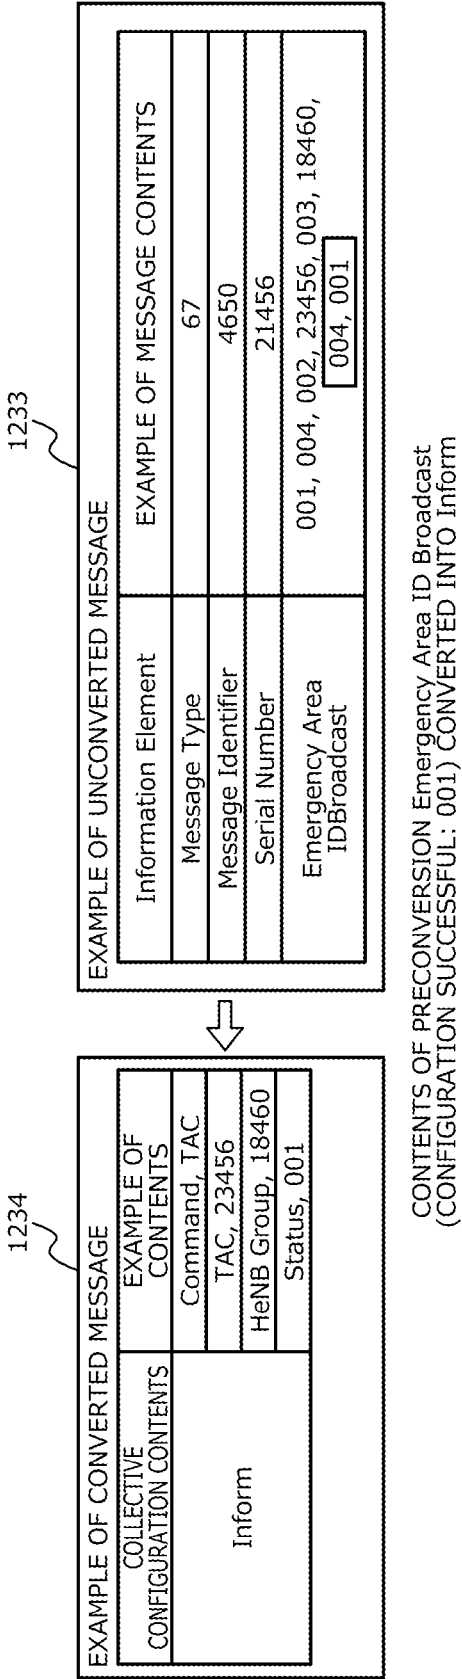 1234
EXAMPLE OF CONVERTED MESSAGE
COLLECTIVE
CONFIGURATION CONTENTS
EXAMPLE OF
CONTENTS
Inform
Command, TAC
TAC, 23456
HeNB Group, 18460
Status, 001
1233
EXAMPLE OF UNCONVERTED MESSAGE
Information Element
EXAMPLE OF MESSAGE CONTENTS
Message Type
67
Message Identifier
4650
Serial Number
21456
Emergency Area
IDBroadcast
001, 004, 002, 23456, 003, 18460,
004, 001
CONTENTS OF PRECONVERSION Emergency Area ID Broadcast
(CONFIGURATION SUCCESSFUL: 001) CONVERTED INTO Inform